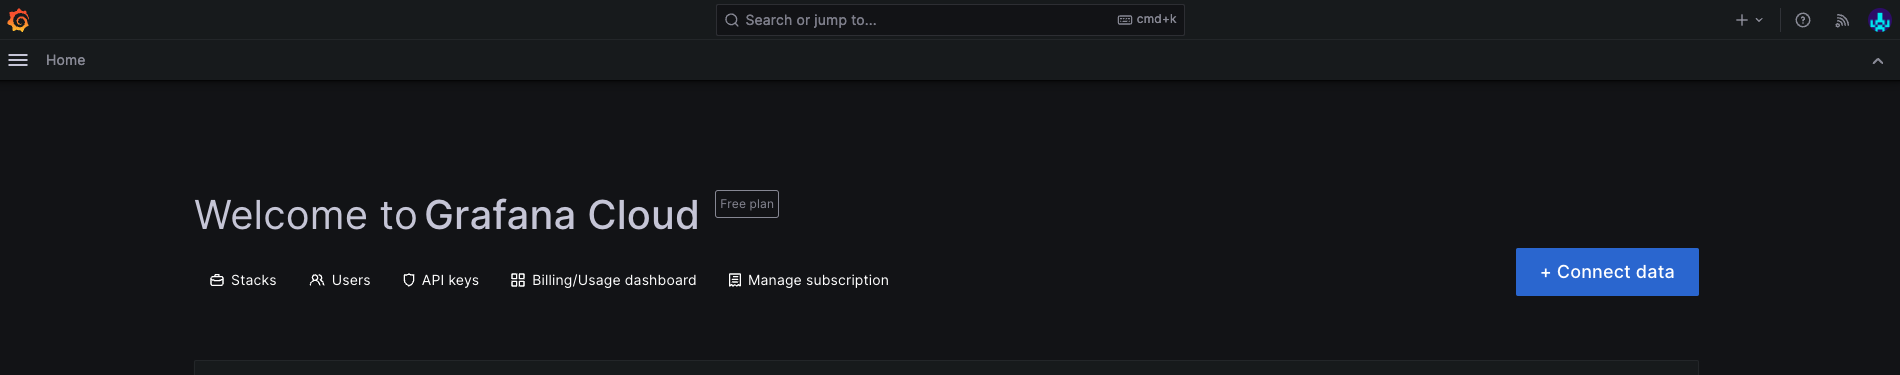 Search or jump to... cmd+k
Home
Welcome to Grafana Cloud Free plan
Stacks Users API keys Billing/Usage dashboard Manage subscription
+ Connect data